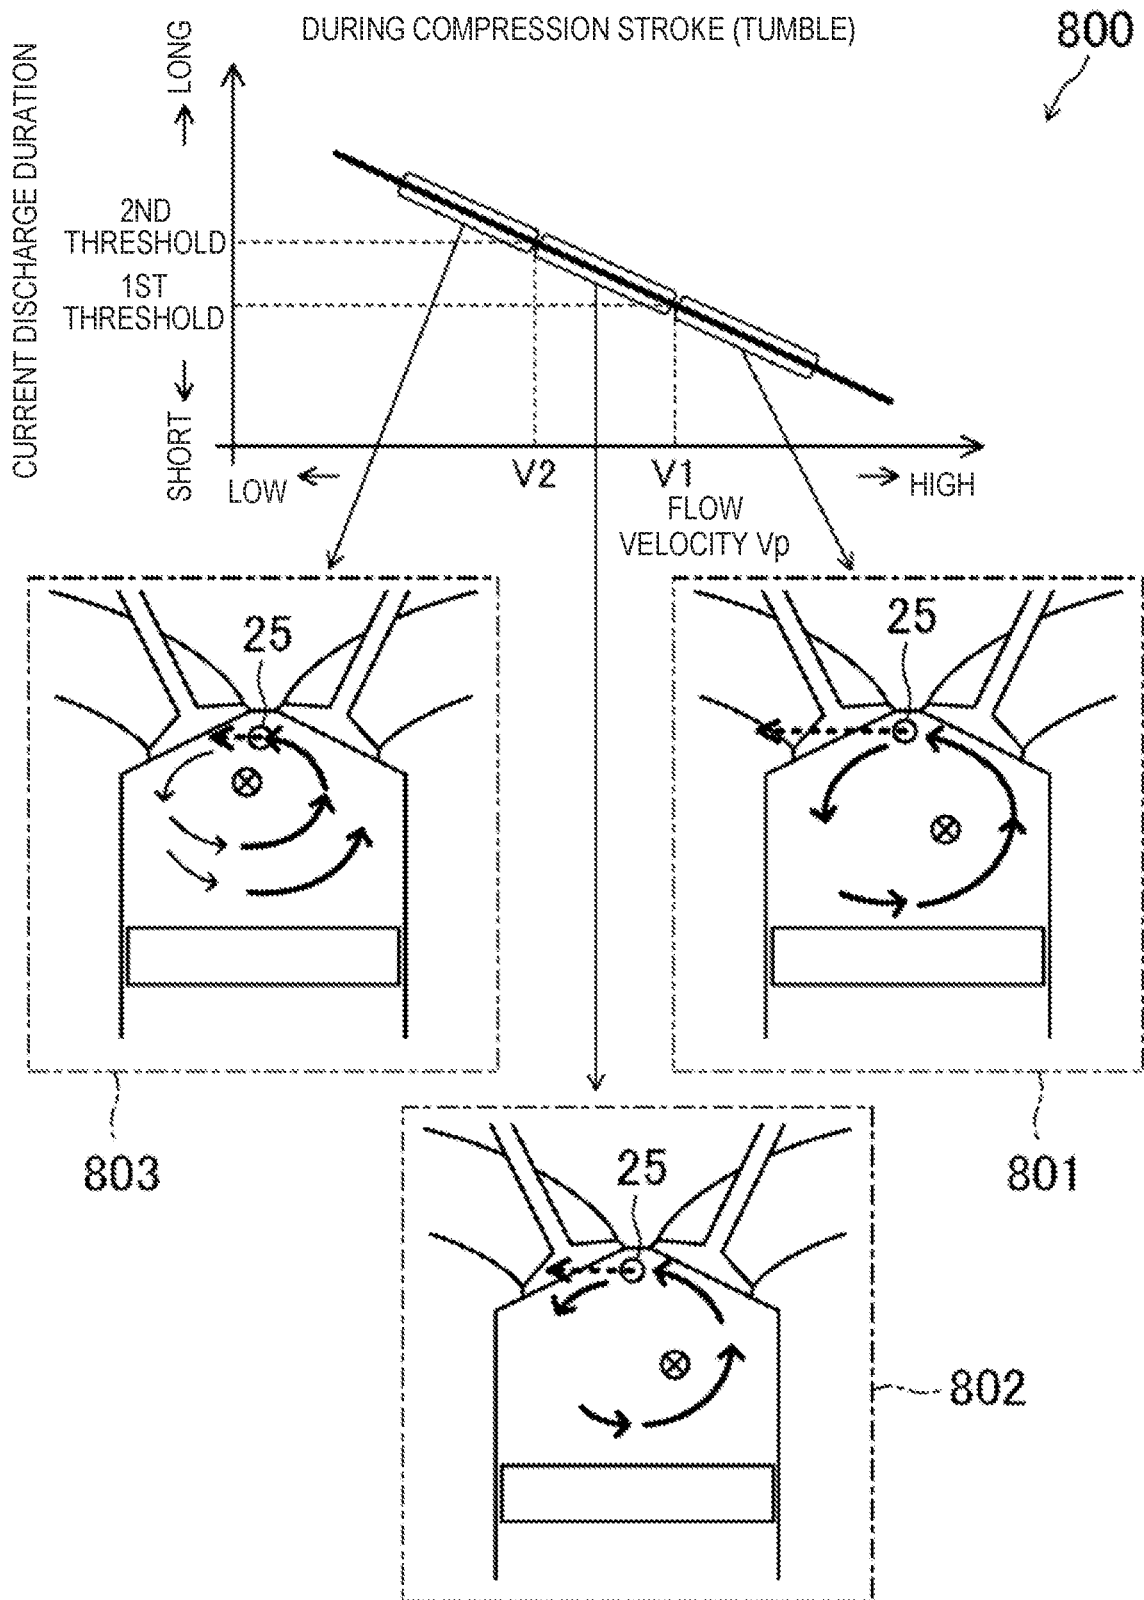 DURING COMPRESSION STROKE (TUMBLE)
800
CURRENT DISCHARGE DURATION
LONG
2ND
THRESHOLD
1ST
THRESHOLD
SHORT
LOW
V2
V1
HIGH
FLOW
VELOCITY Vp
25
25
803
801
25
802